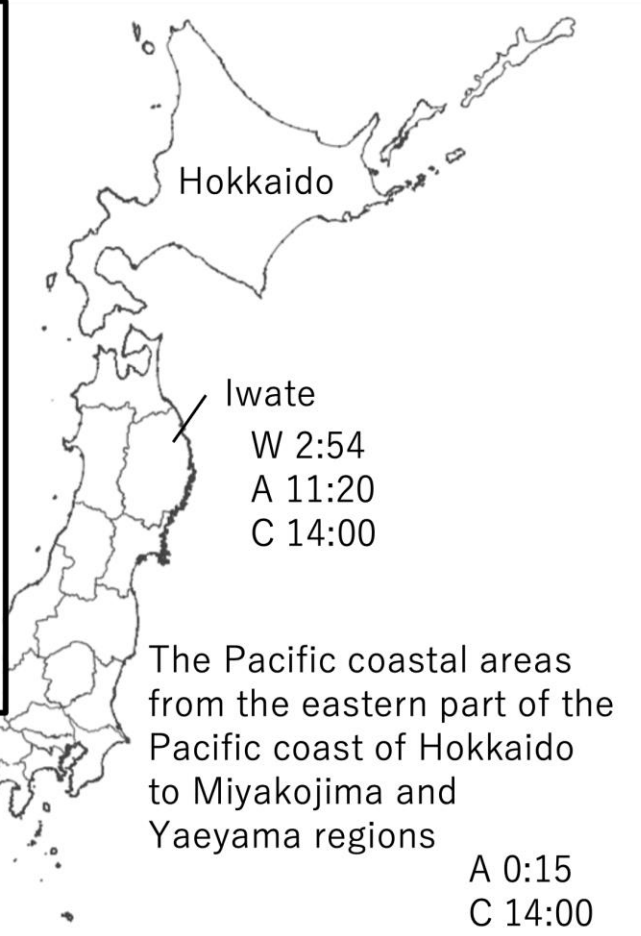 Hokkaido
Iwate
W 2:54
A 11:20
C 14:00
The Pacific coastal areas
from the eastern part of the
Pacific coast of Hokkaido
to Miyakojima and
Yaeyama regions
A 0:15
C 14:00